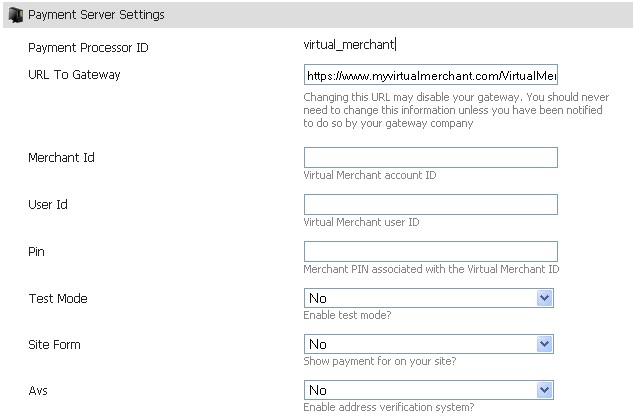 Payment Server Settings
Payment Processor ID
virtual_merchant
URL To Gateway
https://www.myvirtualmerchant.com/VirtualMer
Changing this URL may disable your gateway. You should never
need to change this information unless you have been notified
to do so by your gateway company
Merchant Id
Virtual Merchant account ID
User Id
Virtual Merchant user ID
Pin
Merchant PIN associated with the Virtual Merchant ID
Test Mode
No
Enable test mode?
Site Form
No
Show payment for on your site?
Avs
No
Enable address verification system?